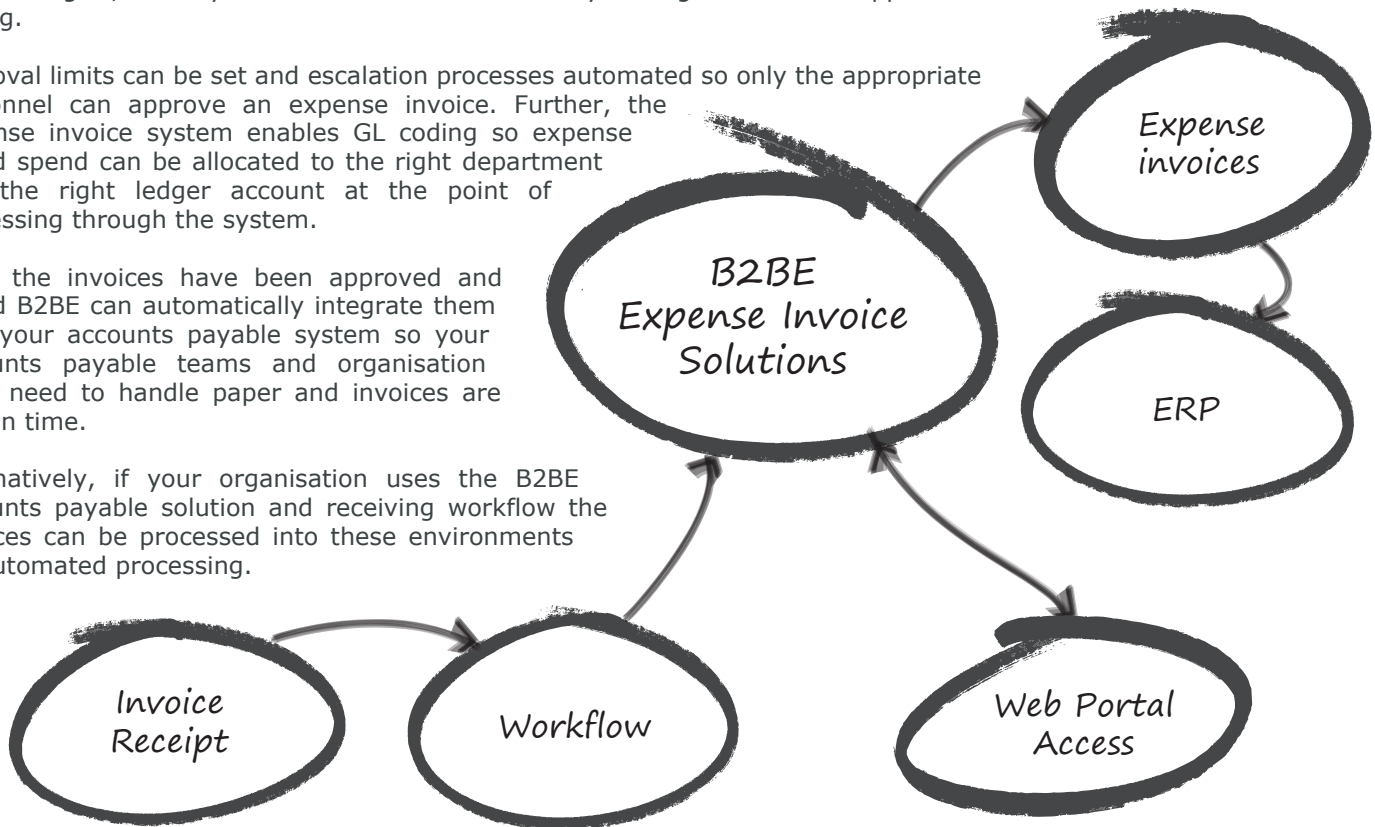 g.
oval limits can be set and escalation processes automated so only the appropriate
onnel can approve an expense invoice. Further, the
nse invoice system enables GL coding so expense
d spend can be allocated to the right department
the right ledger account at the point of
essing through the system.
the invoices have been approved and
d B2BE can automatically integrate them
your accounts payable system so your
unts payable teams and organisation
need to handle paper and invoices are
n time.
natively, if your organisation uses the B2BE
unts payable solution and receiving workflow the
ces can be processed into these environments
utomated processing.
Expense
invoices
B2BE
Expense Invoice
Solutions
ERP
Invoice
Receipt
Workflow
Web Portal
Access